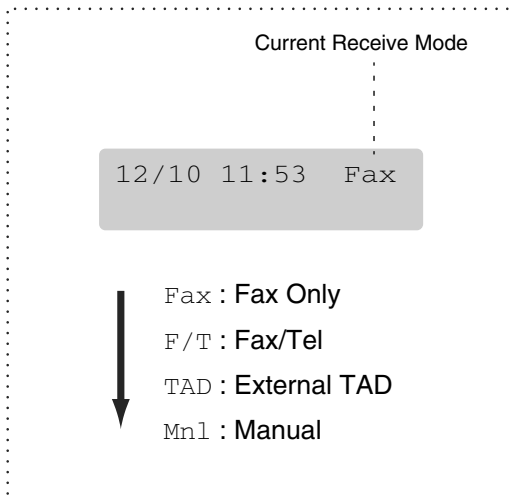 Current Receive Mode
12/10 11:53 Fax
Fax : Fax Only
F/T : Fax/Tel
TAD : External TAD
Mnl : Manual